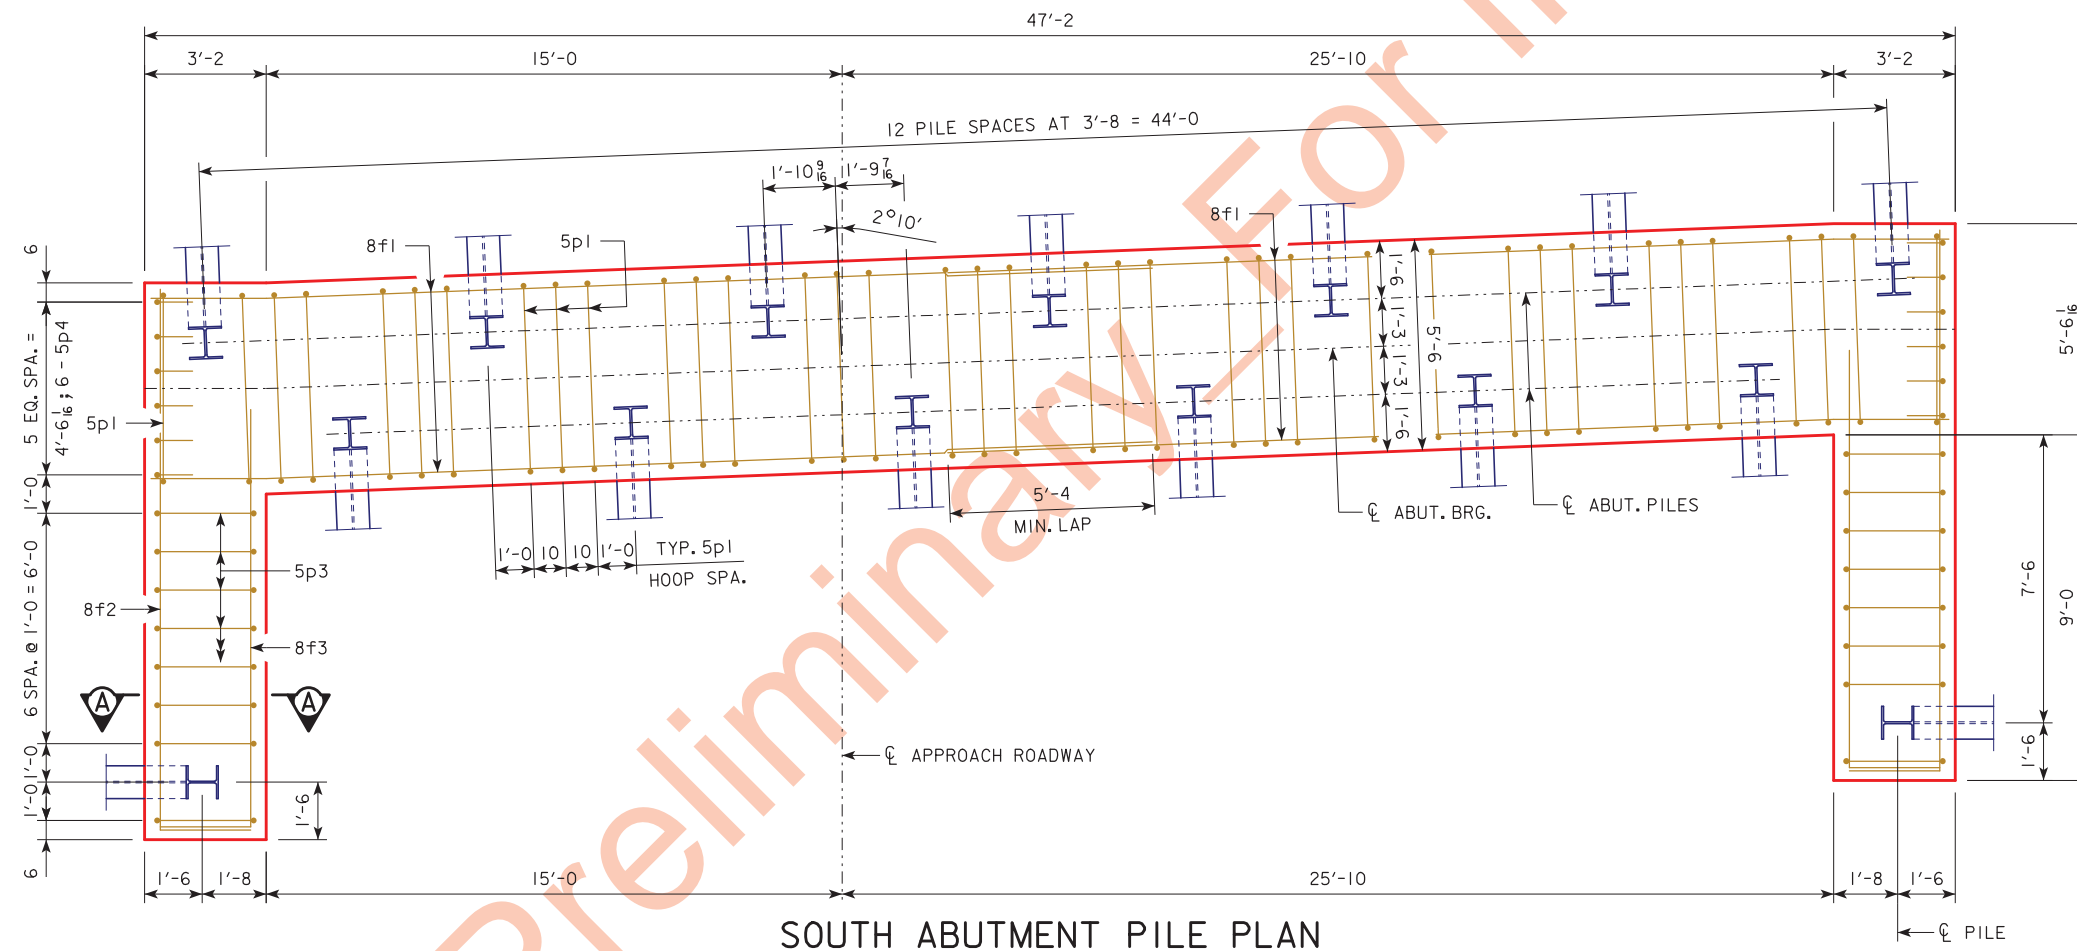 47'-2
3'-2
15'-0
25'-10
3'-2
12 PILE SPACES AT 3'-8 = 44'-0
1'-10 9/16
1'-9 7/16
2°10'
8f1
5p1
8f1
6
5 EQ. SPA. =
4'-6 1/16; 6 - 5p4
5p1
1'-0
6 SPA. @ 1'-0 = 6'-0
1'-0
1'-0
6
1'-6
1'-3
1'-3
1'-6
5'-6
5'-6 1/16
5'-4
MIN. LAP
℄ ABUT. BRG.
℄ ABUT. PILES
1'-0
10
10
1'-0
TYP. 5p1
HOOP SPA.
5p3
8f2
8f3
A
A
7'-6
9'-0
1'-6
1'-6
℄ APPROACH ROADWAY
1'-6
1'-8
15'-0
25'-10
1'-8
1'-6
℄ PILE
SOUTH ABUTMENT PILE PLAN
Preliminary_For